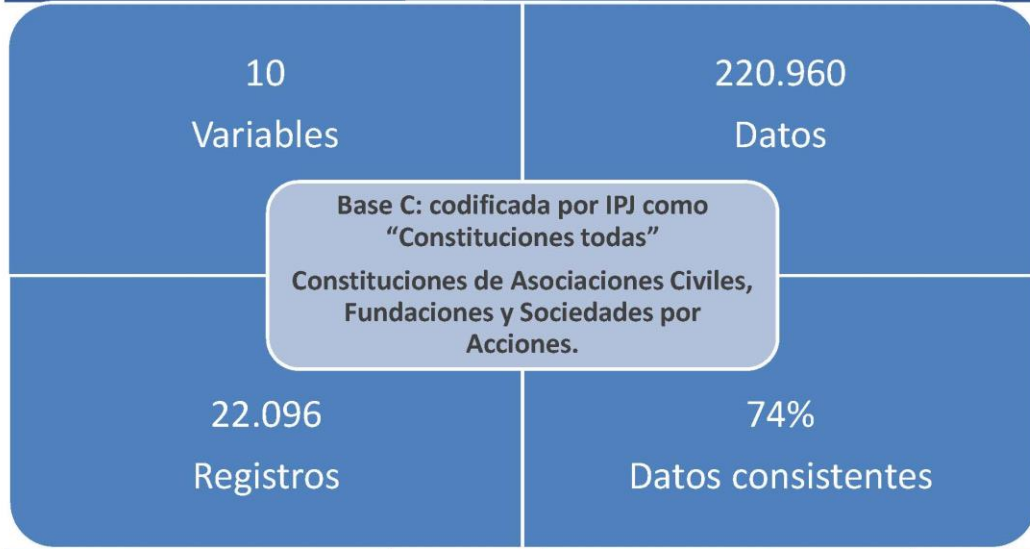 10
Variables
220.960
Datos
Base C: codificada por IPJ como
“Constituciones todas”
Constituciones de Asociaciones Civiles,
Fundaciones y Sociedades por
Acciones.
22.096
Registros
74%
Datos consistentes